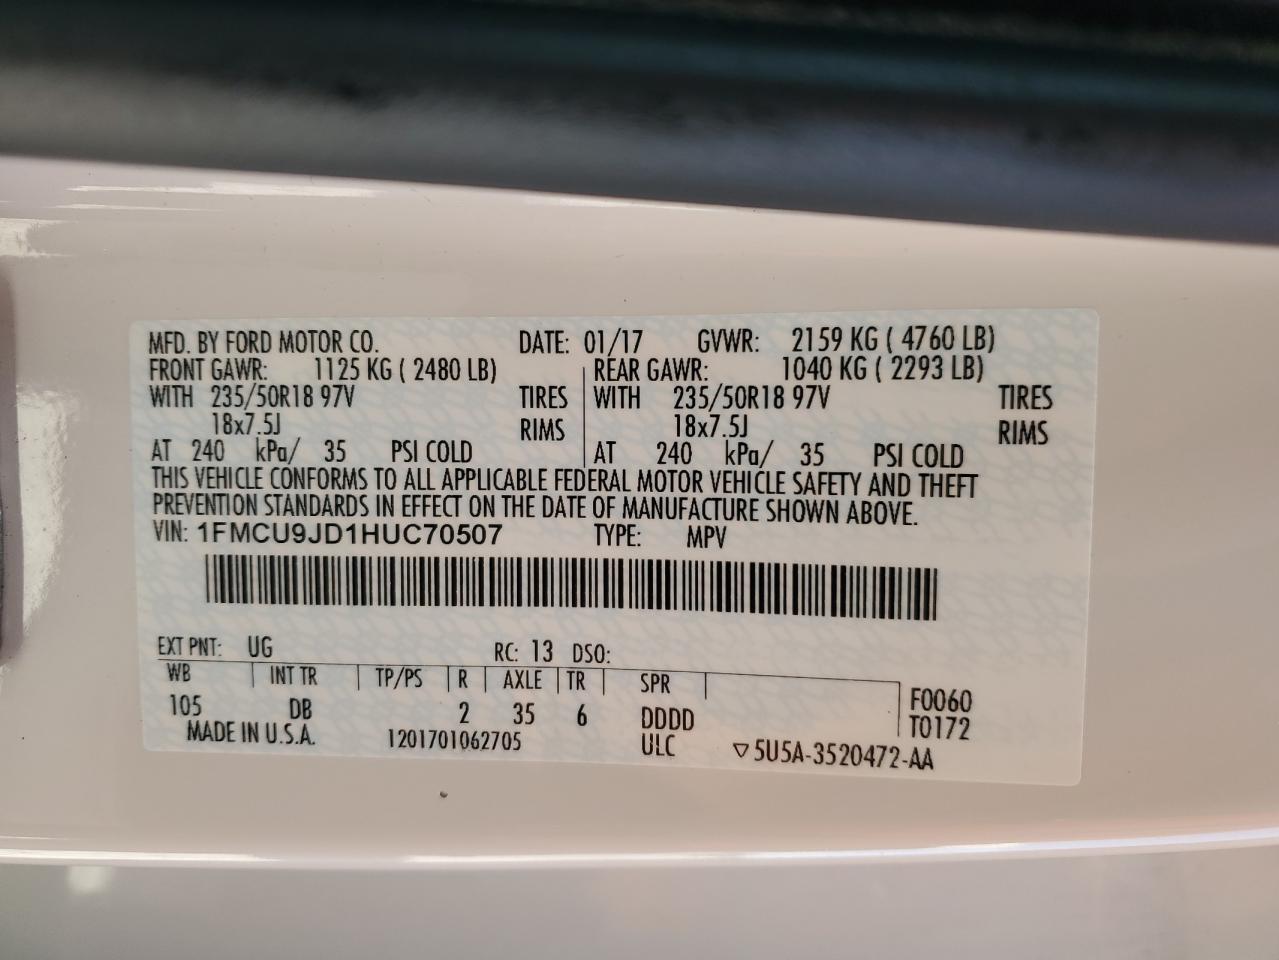 MFD. BY FORD MOTOR CO. DATE: 01/17 GVWR: 2159 KG ( 4760 LB)
FRONT GAWR: 1125 KG ( 2480 LB) REAR GAWR: 1040 KG ( 2293 LB)
WITH 235/50R18 97V TIRES WITH 235/50R18 97V TIRES
18x7.5J RIMS 18x7.5J RIMS
AT 240 kPa/ 35 PSI COLD AT 240 kPa/ 35 PSI COLD
THIS VEHICLE CONFORMS TO ALL APPLICABLE FEDERAL MOTOR VEHICLE SAFETY AND THEFT
PREVENTION STANDARDS IN EFFECT ON THE DATE OF MANUFACTURE SHOWN ABOVE.
VIN: 1FMCU9JD1HUC70507 TYPE: MPV
EXT PNT: UG RC: 13 DSO:
WB INT TR TP/PS R AXLE TR SPR F0060
105 DB 2 35 6 DDDD T0172
MADE IN U.S.A. 1201701062705 ULC ▽5U5A-3520472-AA